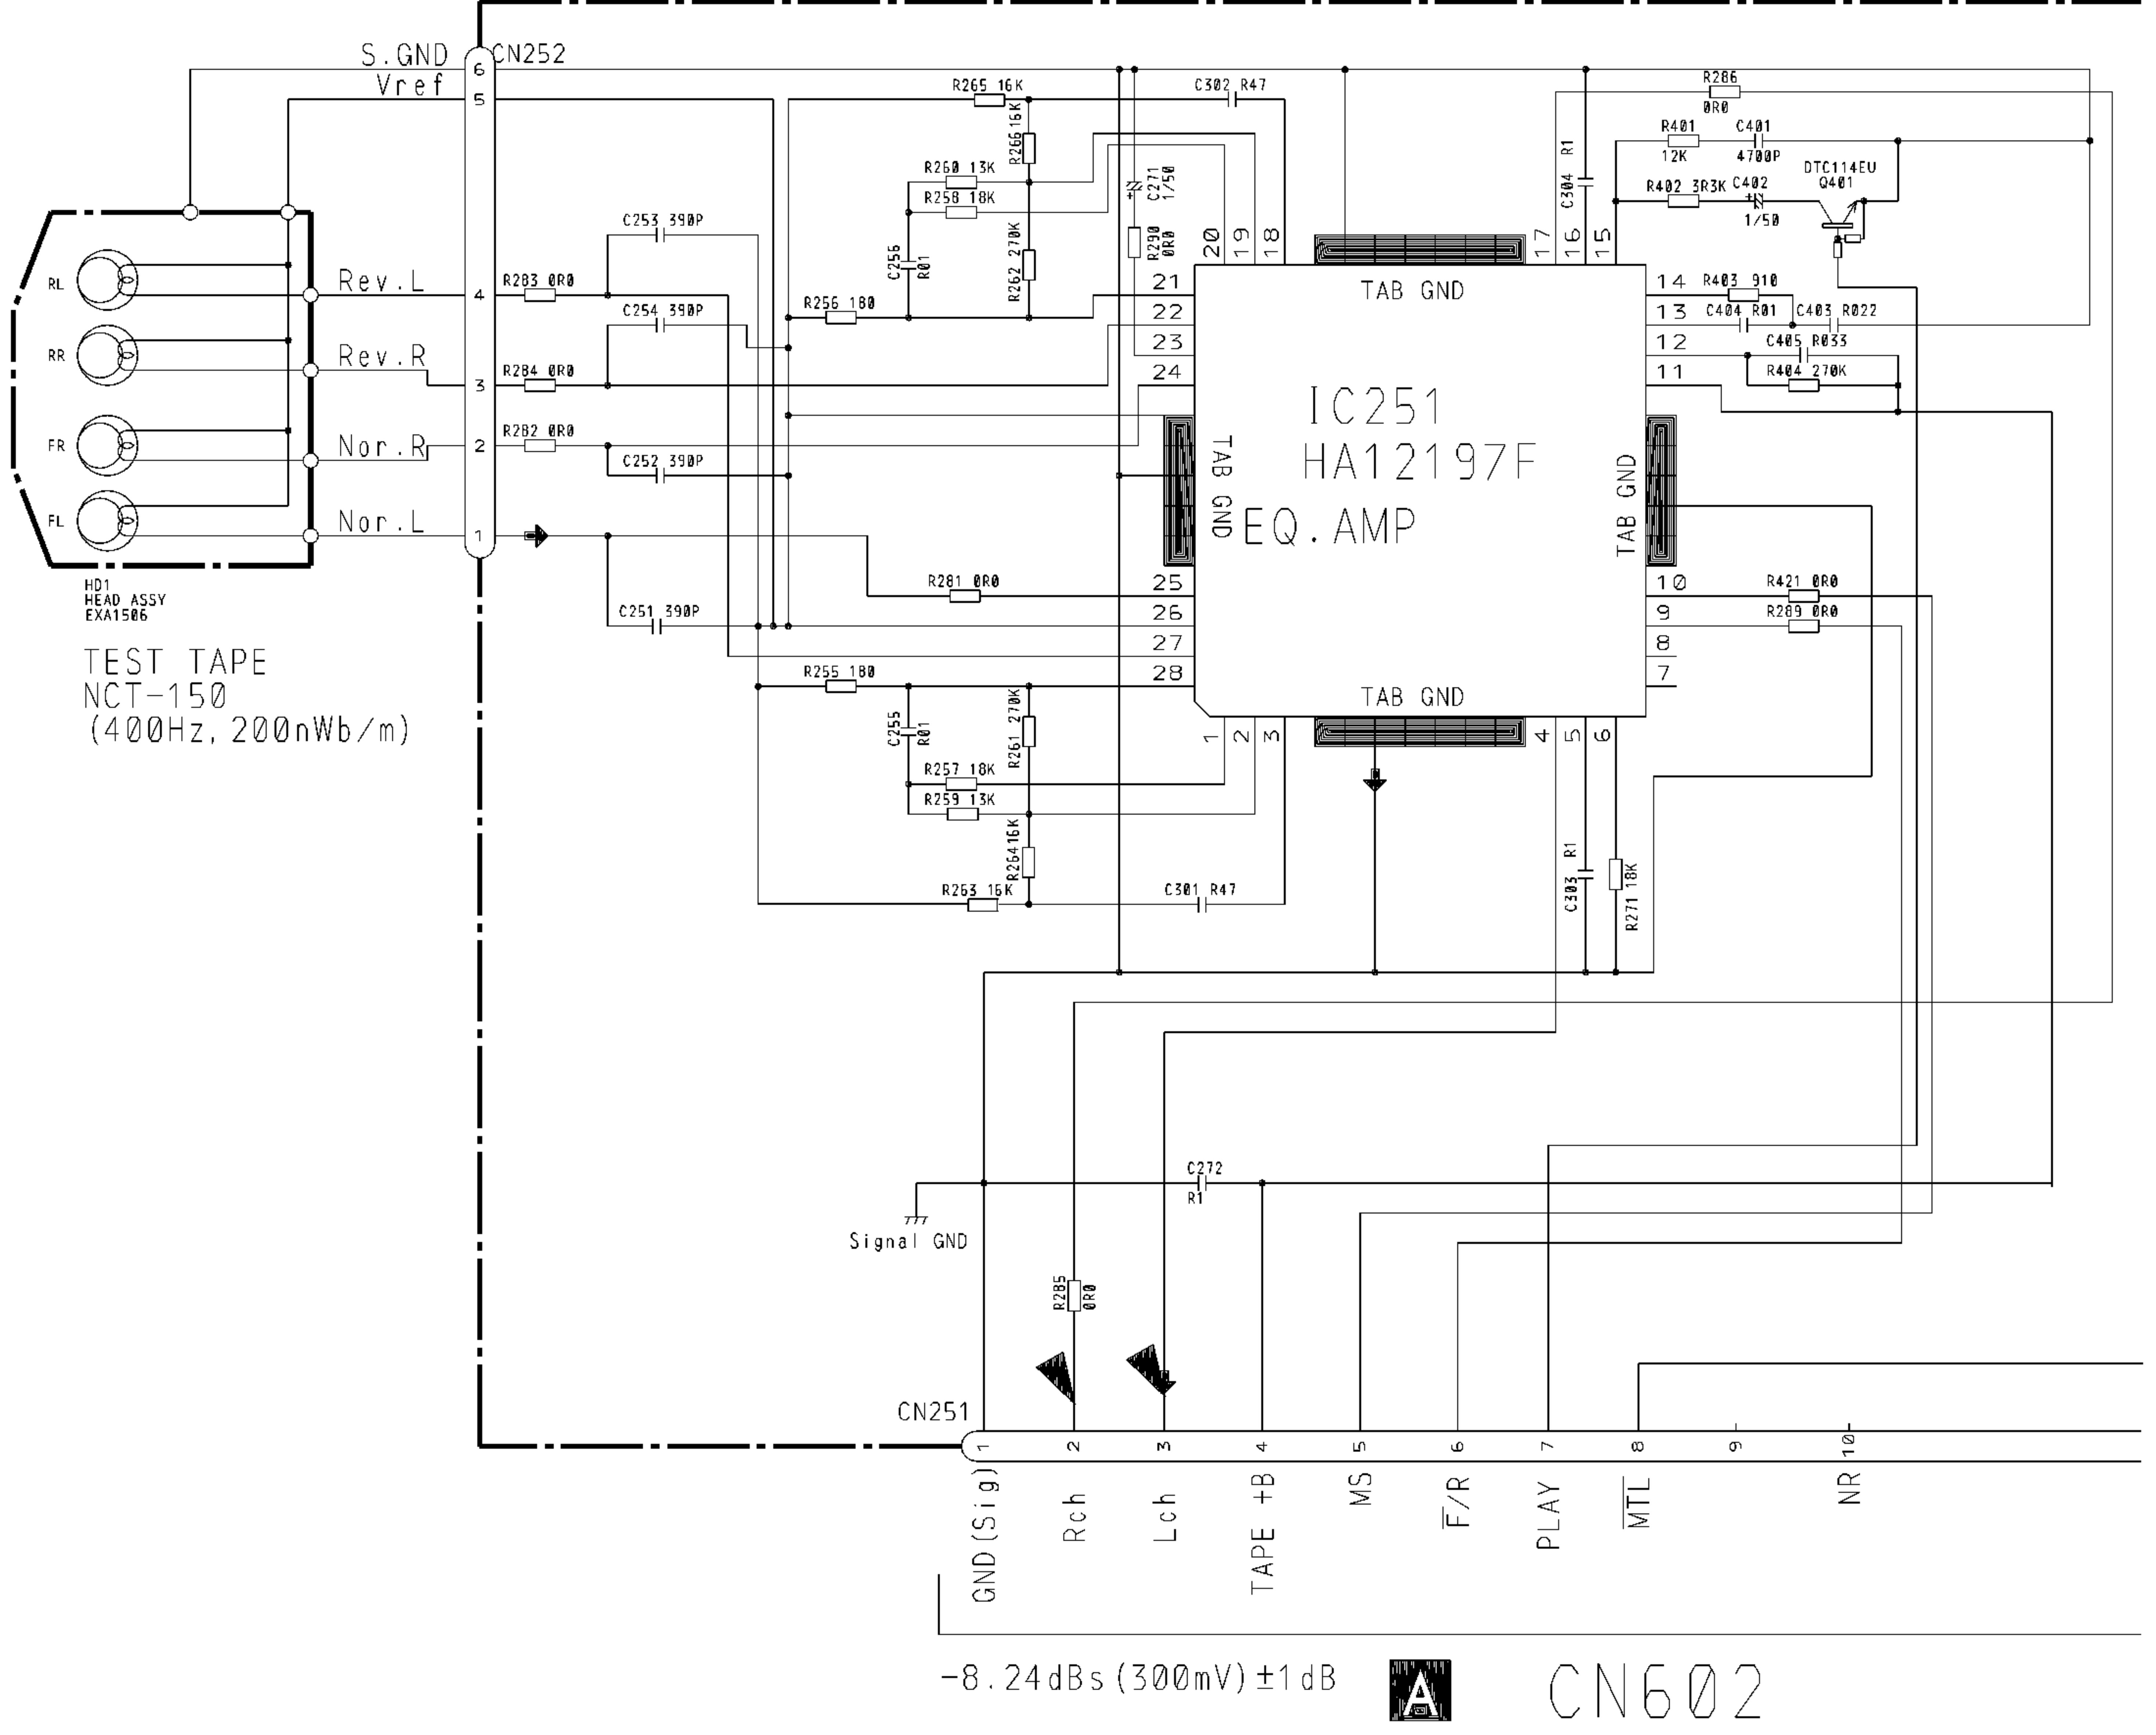 S.GND
CN252
6
Vref
5
R265 16K
C302 R47
R286
0R0
R266 16K
R401
12K
C401
4700P
R260 13K
R258 18K
C271
1/50
C304 R1
DTC114EU
Q401
R402 3R3K
C402
1/50
C253 390P
C256
R01
R262 270K
R290
0R0
20
19
18
17
16
15
RL
Rev.L
4
R283 0R0
C254 390P
R256 180
21
TAB GND
14
R403 910
22
13
C404 R01
C403 R022
RR
Rev.R
3
R284 0R0
23
12
C405 R033
24
11
R404 270K
IC251
HA12197F
EQ.AMP
FR
Nor.R
2
R282 0R0
C252 390P
TAB GND
TAB GND
FL
Nor.L
1
HD1
HEAD ASSY
EXA1506
R281 0R0
25
10
R421 0R0
C251 390P
26
9
R289 0R0
27
8
R255 180
28
7
TAB GND
TEST TAPE
NCT-150
(400Hz, 200nWb/m)
C255
R01
R261 270K
1
2
3
4
5
6
R257 18K
R259 13K
R264 16K
R263 16K
C301 R47
C303 R1
R271 18K
C272
R1
Signal GND
R285
0R0
CN251
1
2
3
4
5
6
7
8
9
10
GND(Sig)
Rch
Lch
TAPE +B
MS
F/R
PLAY
MTL
NR
-8.24dBs(300mV)±1dB
A
CN602